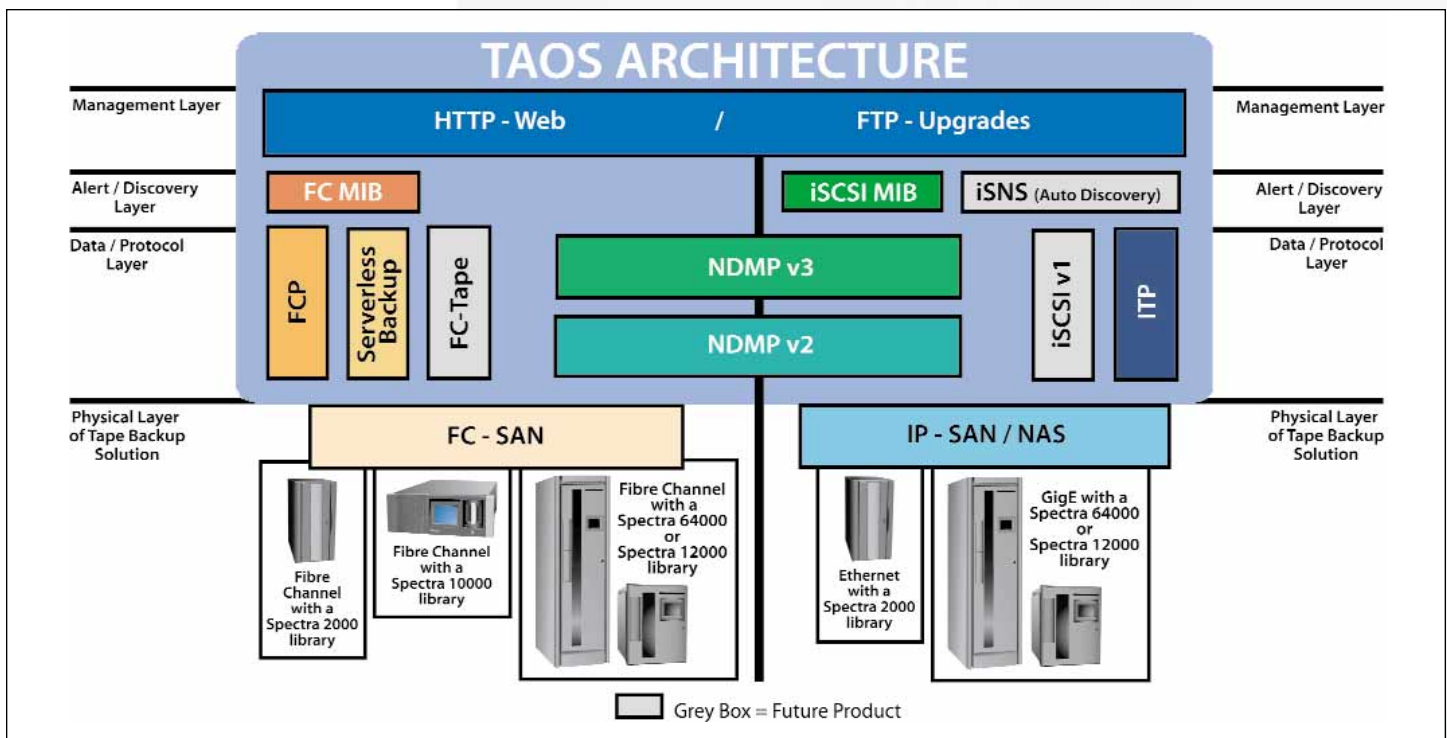 TAOS ARCHITECTURE
Management Layer
HTTP - Web / FTP - Upgrades
Management Layer
Alert / Discovery
Layer
FC MIB
iSCSI MIB
iSNS (Auto Discovery)
Alert / Discovery
Layer
Data / Protocol
Layer
FCP
Serverless
Backup
FC-Tape
NDMP v3
NDMP v2
iSCSI v1
ITP
Data / Protocol
Layer
Physical Layer
of Tape Backup
Solution
FC - SAN
IP - SAN / NAS
Physical Layer
of Tape Backup
Solution
Fibre
Channel
with a
Spectra 2000
library
Fibre Channel
with a
Spectra 10000
library
Fibre Channel
with a
Spectra 64000
or
Spectra 12000
library
Ethernet
with a
Spectra 2000
library
GigE with a
Spectra 64000
or
Spectra 12000
library
Grey Box = Future Product